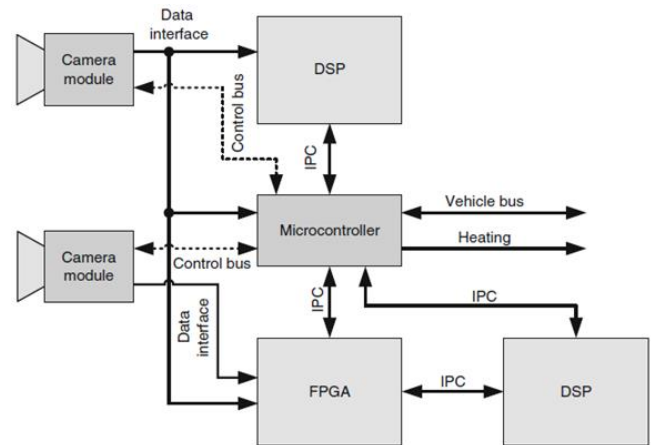 Data
interface
Camera
module
DSP
Control bus
IPC
Vehicle bus
Microcontroller
Heating
Camera
module
Control bus
IPC
IPC
Data
interface
FPGA
IPC
DSP